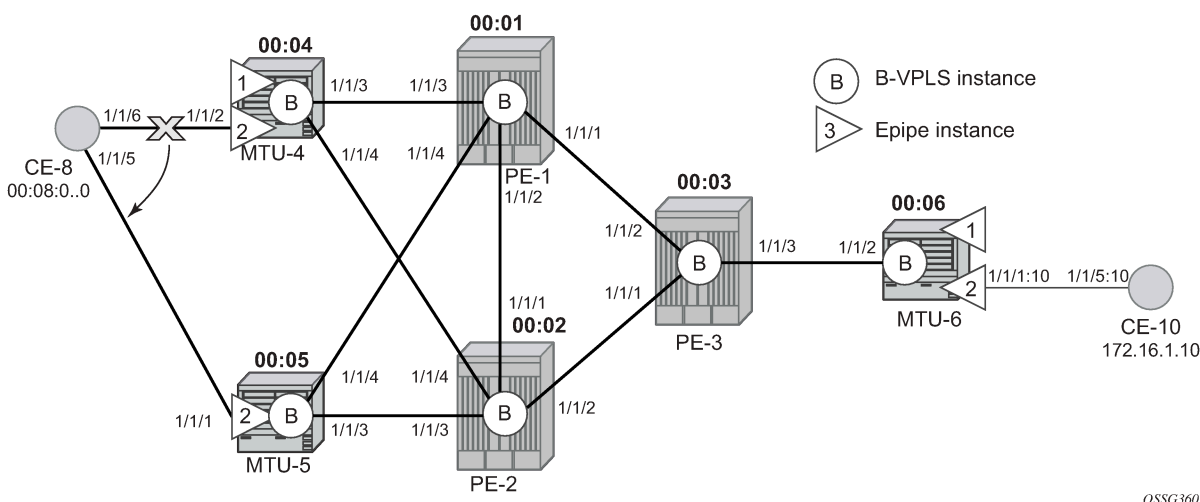 00:01
00:04
1
B
2
MTU-4
1/1/3
1/1/3
B
PE-1
1/1/6
1/1/2
1/1/5
CE-8
00:08:0..0
1/1/4
1/1/4
1/1/2
1/1/1
B
B-VPLS instance
3
Epipe instance
00:03
1/1/2
B
1/1/1
PE-3
1/1/3
1/1/2
00:06
1
B
2
MTU-6
1/1/1:10
1/1/5:10
CE-10
172.16.1.10
1/1/1
00:02
00:05
1/1/4
1/1/4
1/1/1
2
B
MTU-5
1/1/3
1/1/3
B
1/1/2
PE-2
OSSG360